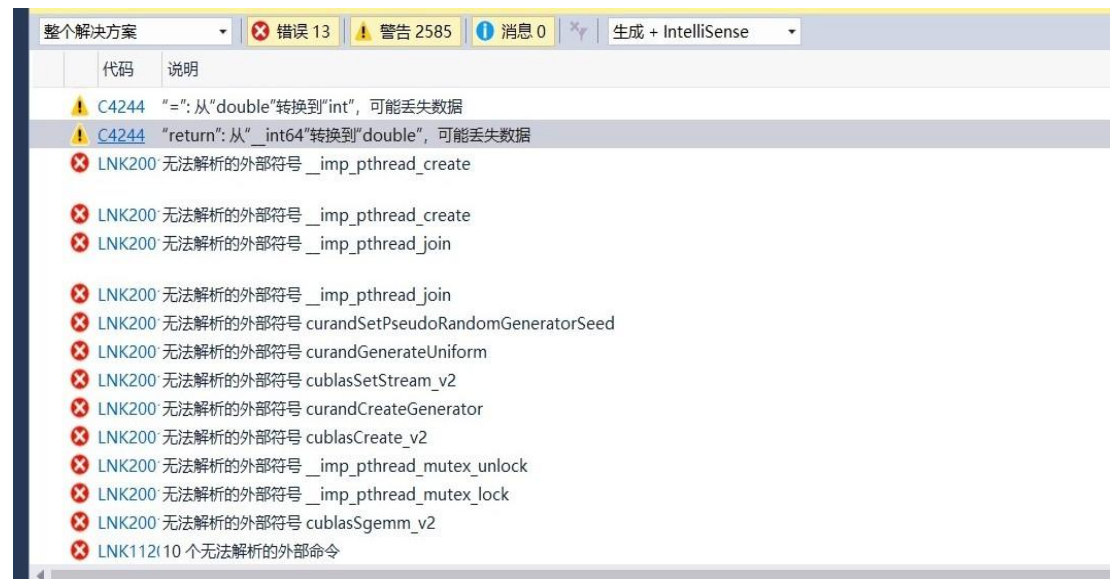 整个解决方案 错误 13 警告 2585 消息 0 生成 + IntelliSense
代码 说明
C4244 "=": 从"double"转换到"int"，可能丢失数据
C4244 "return": 从"__int64"转换到"double"，可能丢失数据
LNK200 无法解析的外部符号 __imp_pthread_create
LNK200 无法解析的外部符号 __imp_pthread_create
LNK200 无法解析的外部符号 __imp_pthread_join
LNK200 无法解析的外部符号 __imp_pthread_join
LNK200 无法解析的外部符号 curandSetPseudoRandomGeneratorSeed
LNK200 无法解析的外部符号 curandGenerateUniform
LNK200 无法解析的外部符号 cublasSetStream_v2
LNK200 无法解析的外部符号 curandCreateGenerator
LNK200 无法解析的外部符号 cublasCreate_v2
LNK200 无法解析的外部符号 __imp_pthread_mutex_unlock
LNK200 无法解析的外部符号 __imp_pthread_mutex_lock
LNK200 无法解析的外部符号 cublasSgemm_v2
LNK112 10 个无法解析的外部命令